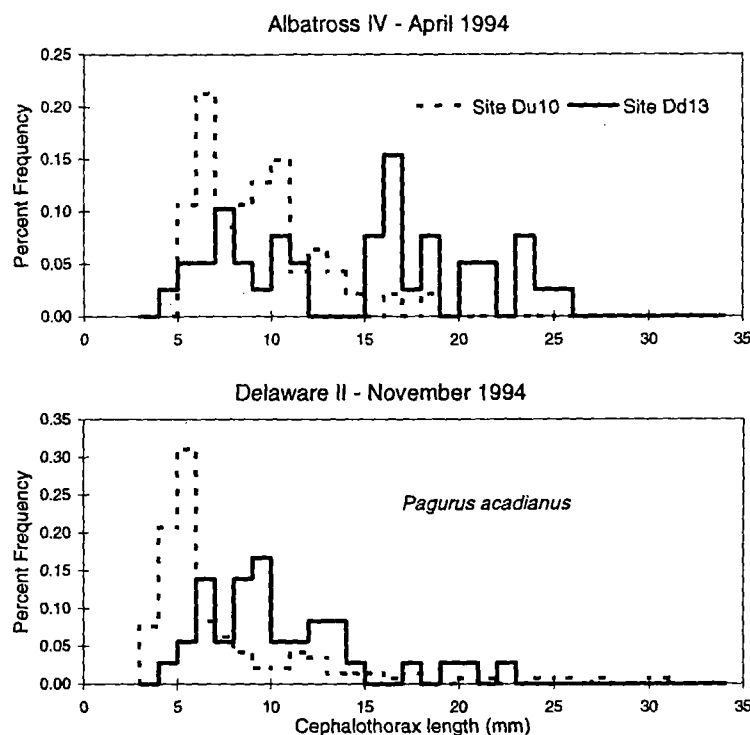 Albatross IV - April 1994
Percent Frequency
0.25
0.20
0.15
0.10
0.05
0.00
Site Du10 Site Dd13
0 5 10 15 20 25 30 35
Delaware II - November 1994
Percent Frequency
0.35
0.30
0.25
0.20
0.15
0.10
0.05
0.00
Pagurus acadianus
0 5 10 15 20 25 30 35
Cephalothorax length (mm)